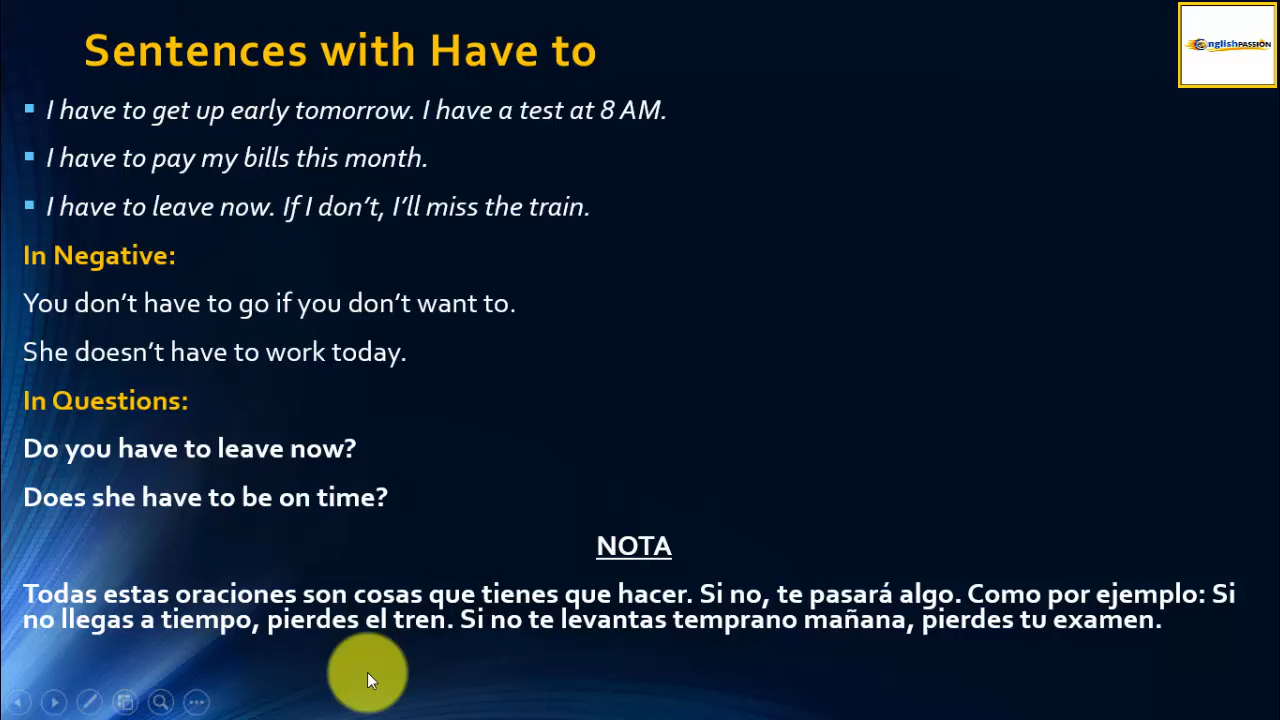 Sentences with Have to
EnglishPASSION
I have to get up early tomorrow. I have a test at 8 AM.
I have to pay my bills this month.
I have to leave now. If I don’t, I’ll miss the train.
In Negative:
You don’t have to go if you don’t want to.
She doesn’t have to work today.
In Questions:
Do you have to leave now?
Does she have to be on time?
NOTA
Todas estas oraciones son cosas que tienes que hacer. Si no, te pasará algo. Como por ejemplo: Si
no llegas a tiempo, pierdes el tren. Si no te levantas temprano mañana, pierdes tu examen.